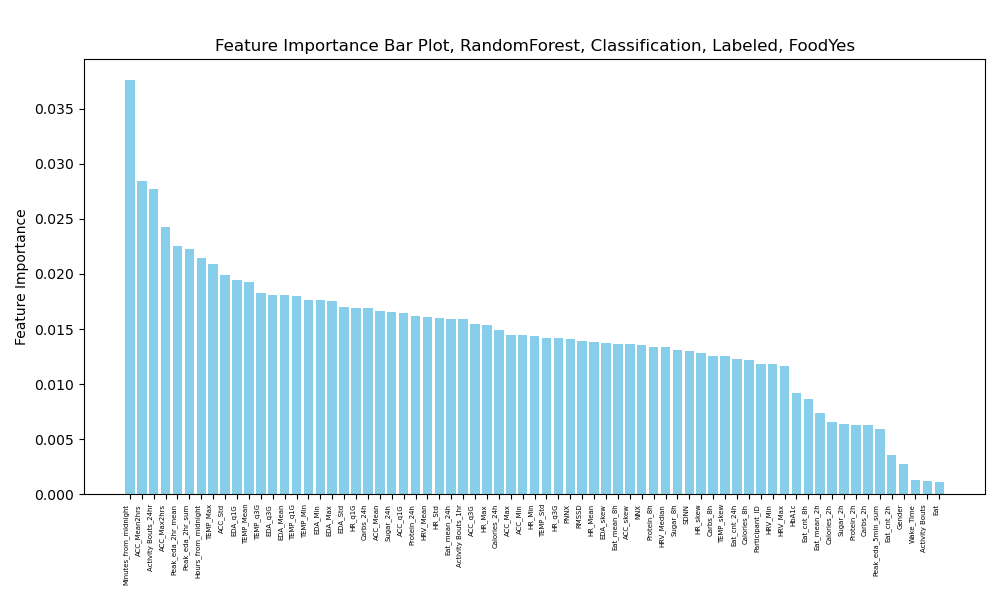 Feature Importance Bar Plot, RandomForest, Classification, Labeled, FoodYes
Feature Importance
0.035
0.030
0.025
0.020
0.015
0.010
0.005
0.000
Minutes_from_midnight
ACC_Mean2hrs
Activity Bouts_24hr
ACC_Max2hrs
Peak_eda_2hr_mean
Peak_eda_2hr_sum
Hours_from_midnight
TEMP_Max
ACC_Std
EDA_q1G
TEMP_Mean
TEMP_q3G
EDA_q3G
EDA_Mean
TEMP_q1G
TEMP_Min
EDA_Min
EDA_Max
EDA_Std
HR_q1G
Carbs_24h
ACC_Mean
Sugar_24h
ACC_q1G
Protein_24h
HRV_Mean
HR_Std
Eat_mean_24h
Activity Bouts_1hr
ACC_q3G
HR_Max
Calories_24h
ACC_Max
ACC_Min
HR_Min
TEMP_Std
HR_q3G
PNNX
RMSSD
HR_Mean
EDA_skew
Eat_mean_8h
ACC_skew
NNX
Protein_8h
HRV_Median
Sugar_8h
SDNN
HR_skew
Carbs_8h
TEMP_skew
Eat_cnt_24h
Calories_8h
Participant_ID
HRV_Min
HRV_Max
HbA1c
Eat_cnt_8h
Eat_mean_2h
Calories_2h
Sugar_2h
Protein_2h
Carbs_2h
Peak_eda_5min_sum
Eat_cnt_2h
Gender
Wake_Time
Activity Bouts
Eat